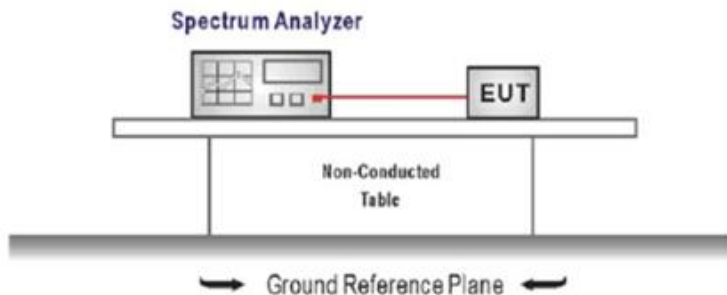 Spectrum Analyzer
EUT
Non-Conducted
Table
Ground Reference Plane